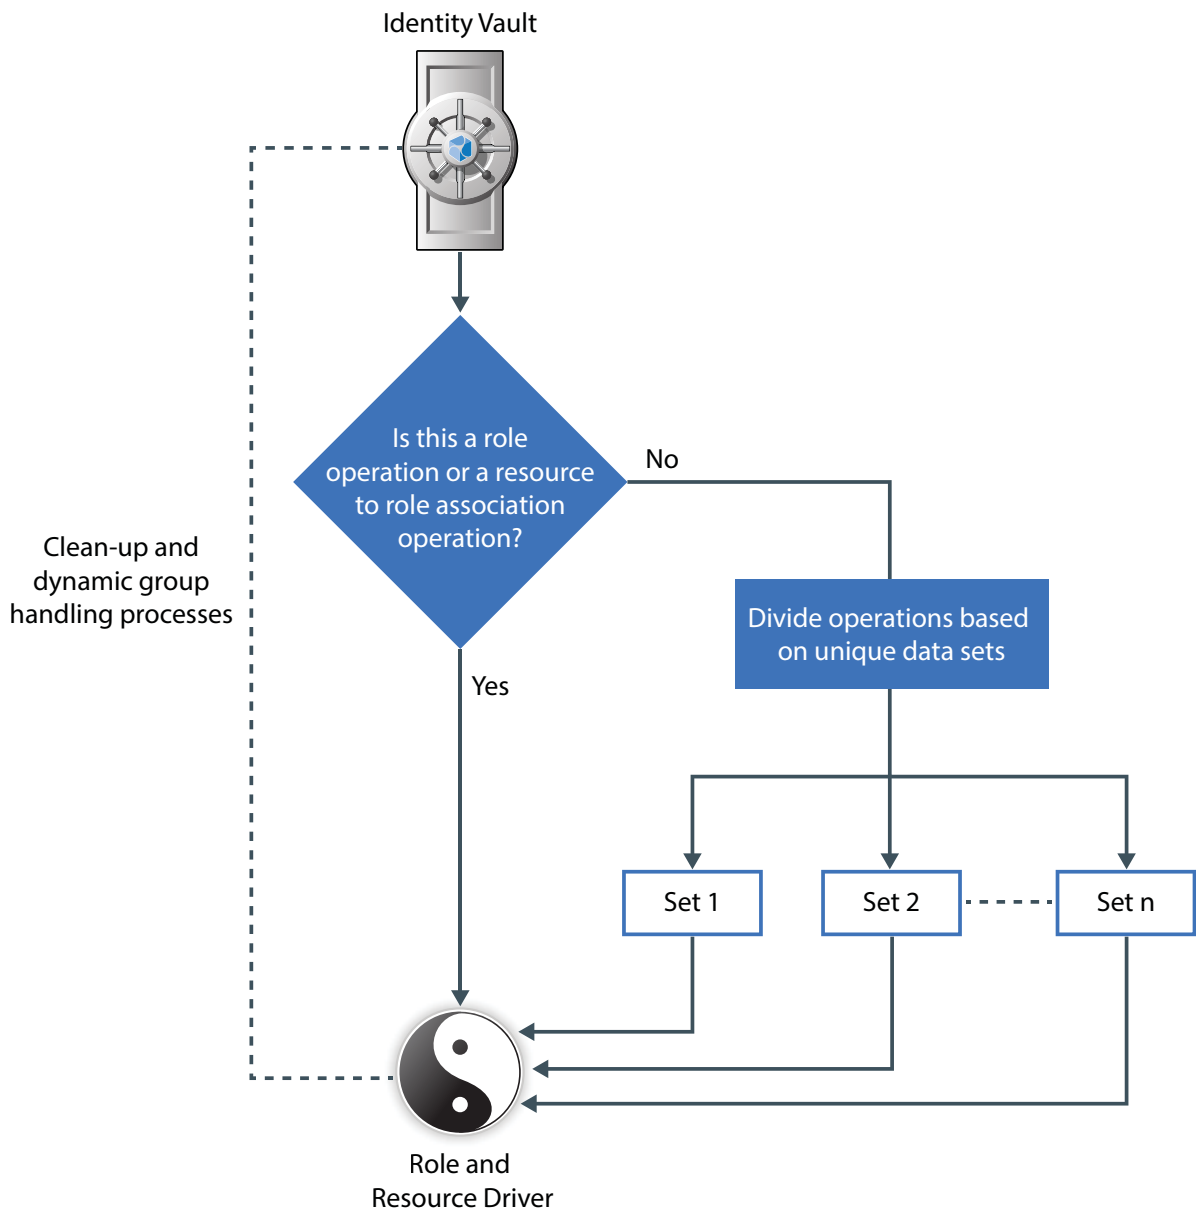 Identity Vault
Is this a role
operation or a resource
to role association
operation?
No
Clean-up and
dynamic group
handling processes
Divide operations based
on unique data sets
Yes
Set 1
Set 2
Set n
Role and
Resource Driver